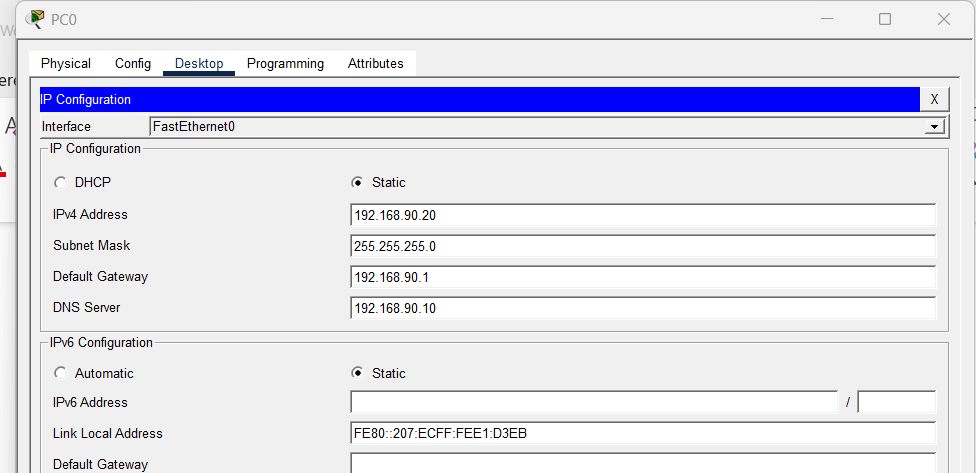 PC0
Physical Config Desktop Programming Attributes
IP Configuration X
Interface FastEthernet0
IP Configuration
DHCP Static
IPv4 Address 192.168.90.20
Subnet Mask 255.255.255.0
Default Gateway 192.168.90.1
DNS Server 192.168.90.10
IPv6 Configuration
Automatic Static
IPv6 Address /
Link Local Address FE80::207:ECFF:FEE1:D3EB
Default Gateway